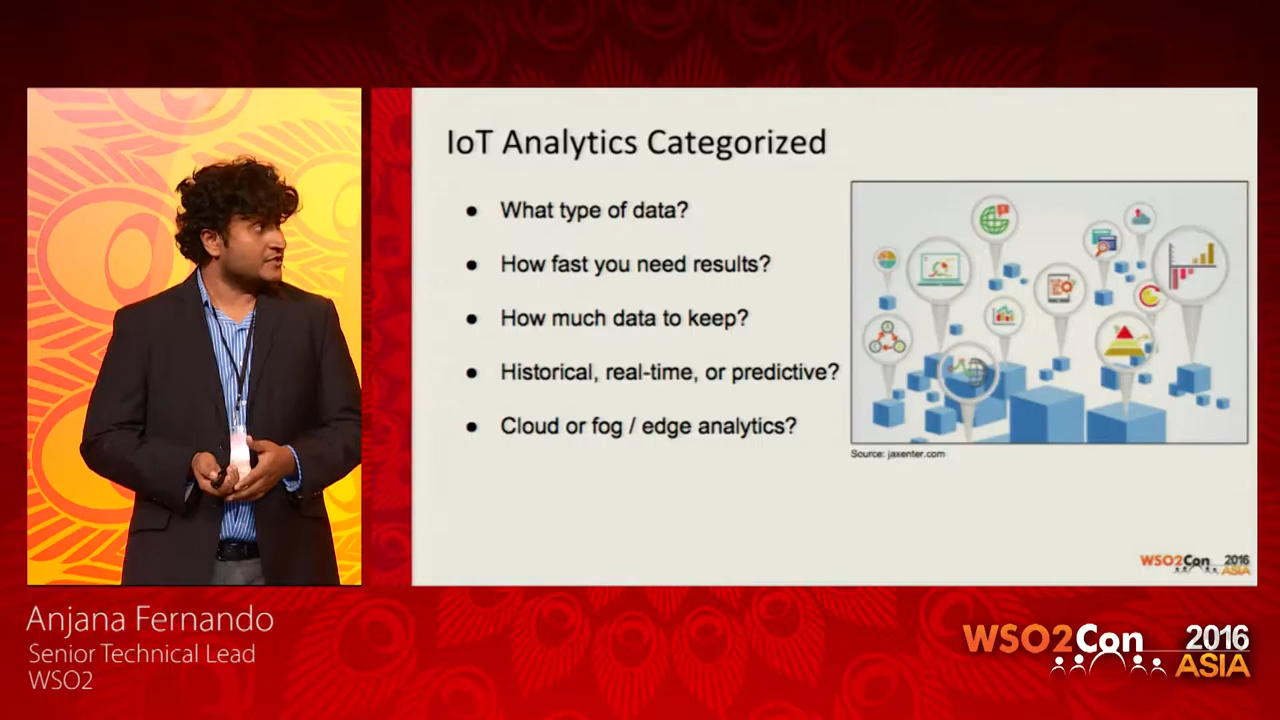 IoT Analytics Categorized
● What type of data?
● How fast you need results?
● How much data to keep?
● Historical, real-time, or predictive?
● Cloud or fog / edge analytics?
Source: jaxenter.com
WSO2Con 2016
ASIA
Anjana Fernando
Senior Technical Lead
WSO2
WSO2Con 2016
ASIA